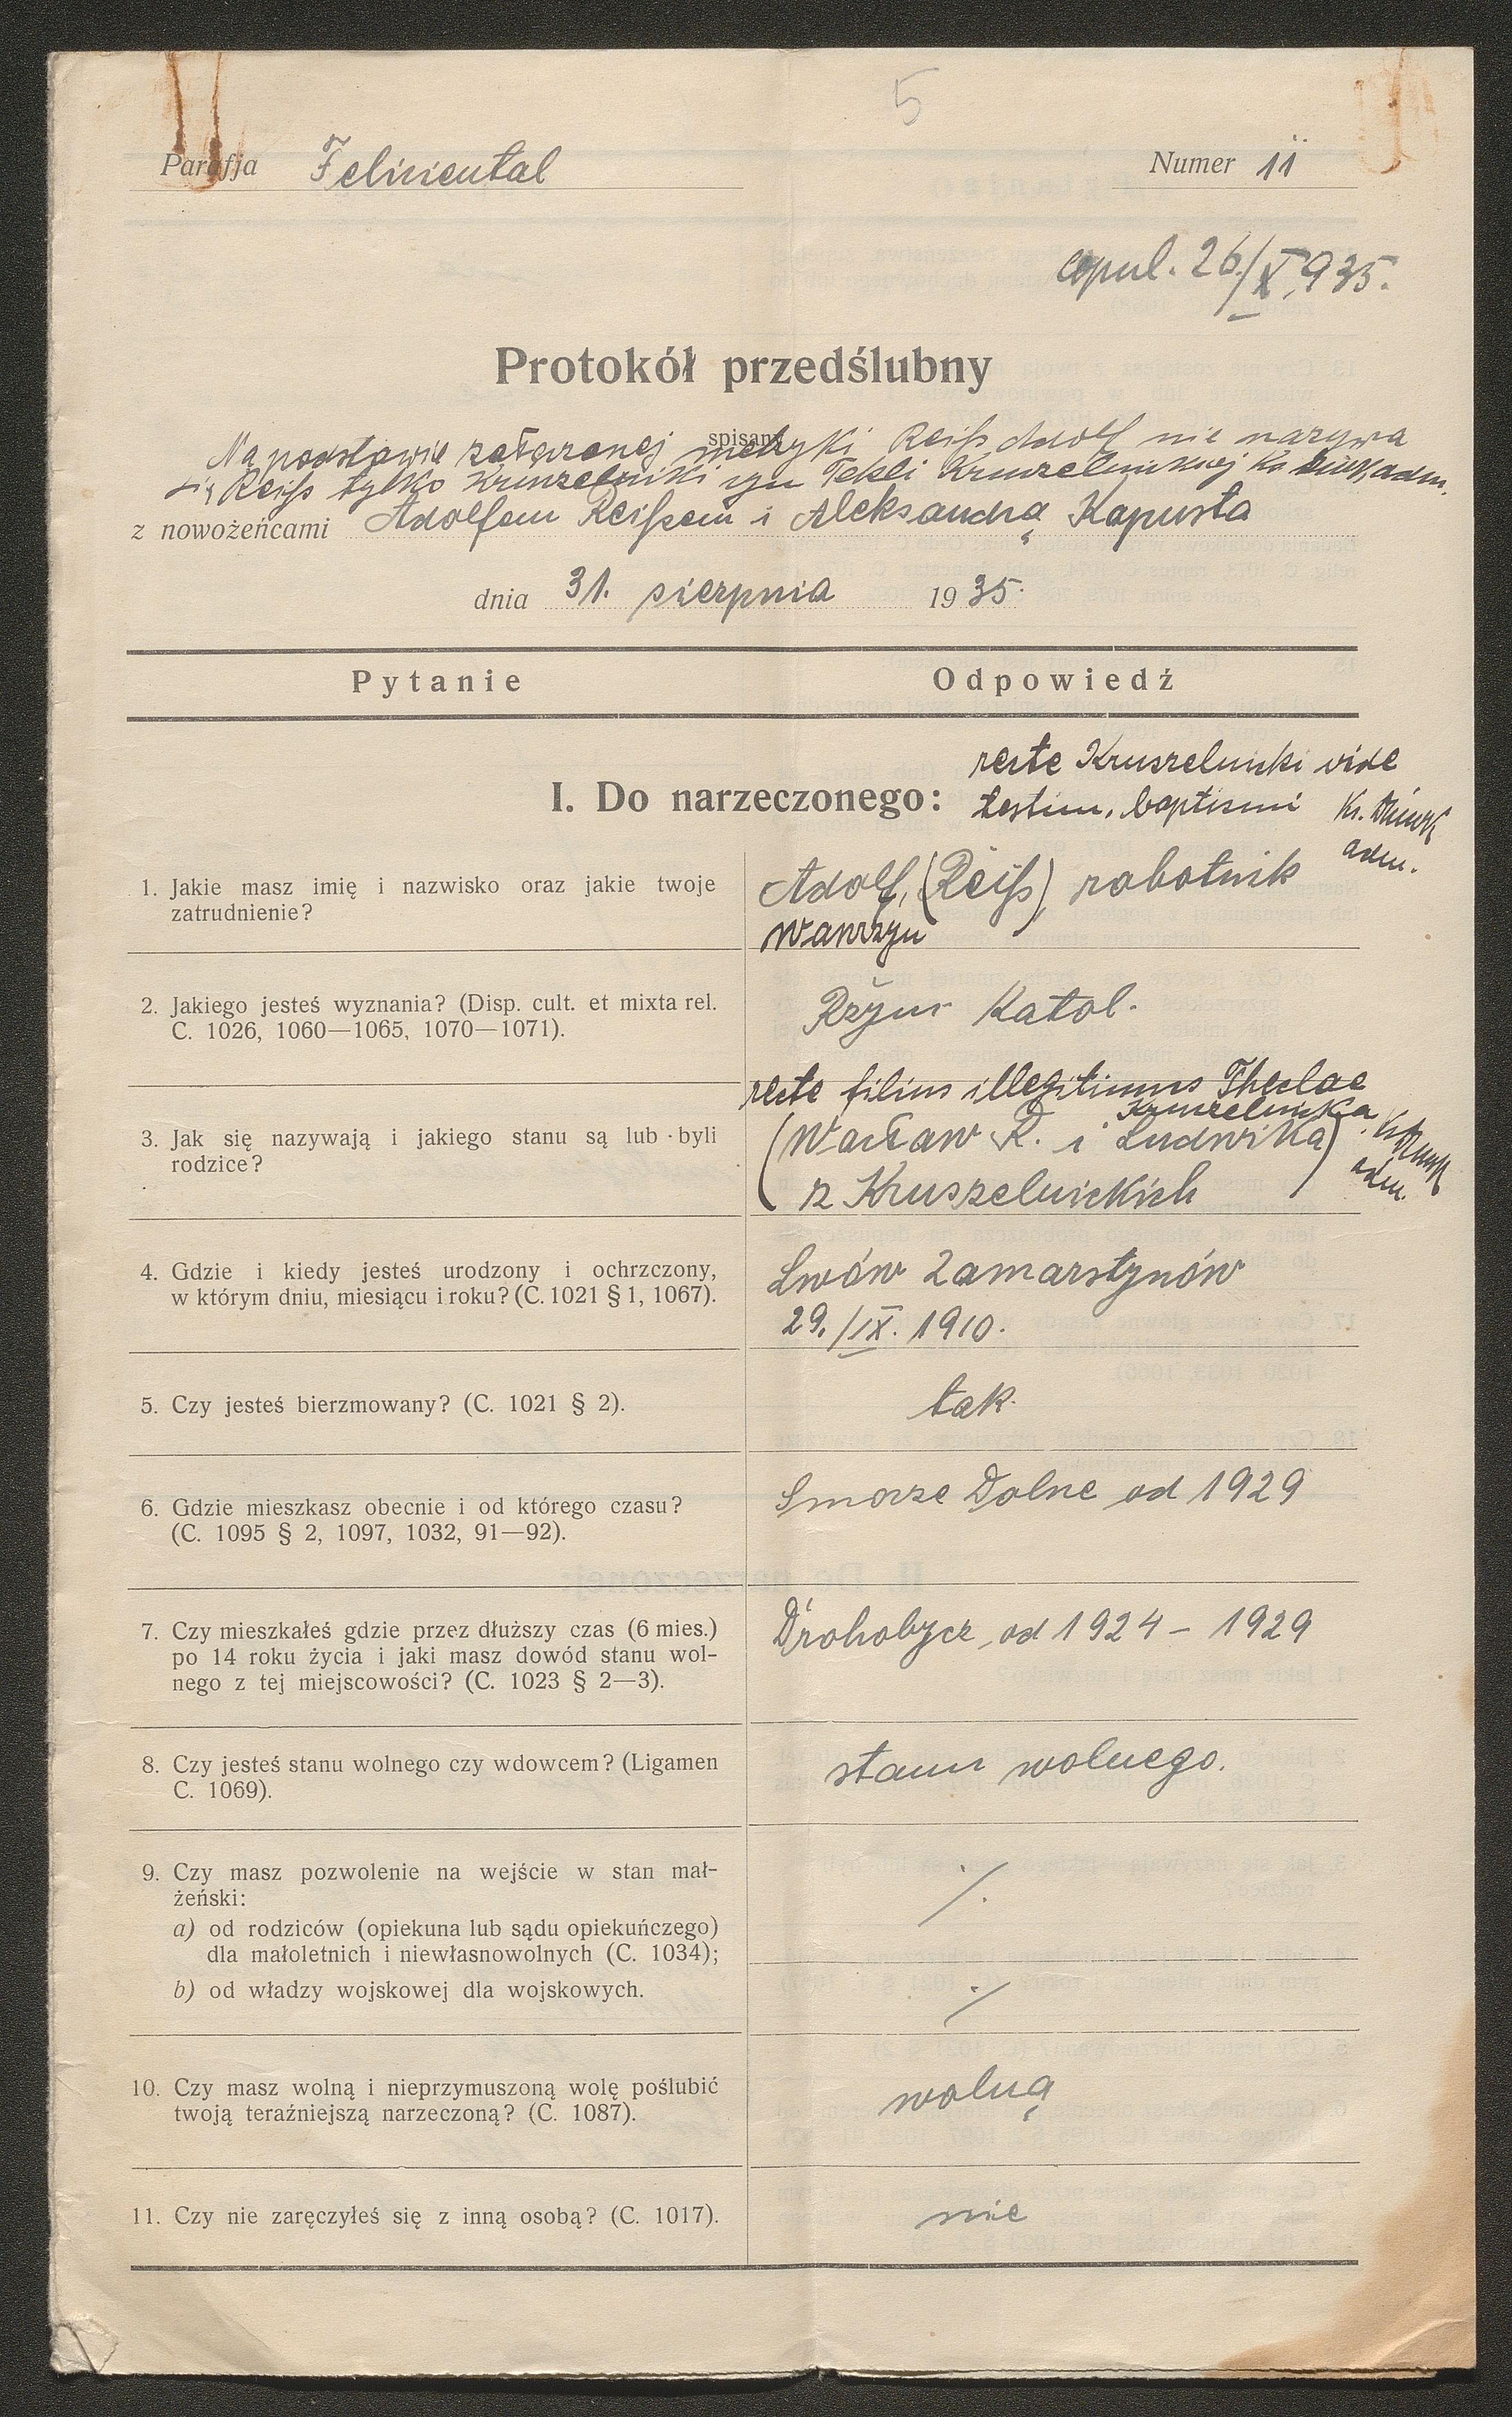 5
Parafja Feliziental
Numer 11
copul. 26/X 935.
Protokół przedślubny
spisany
Na podstawie załączonej metryki Reiß Adolf nie nazywa
się Reiß tylko Kruszelnicki syn Tekli Kruszelnickiej Ks. adm.
z nowożeńcami Adolfem Reißem i Aleksandrą Kapusta
dnia 31. sierpnia 1935.
Pytanie Odpowiedź
recte Kruszelnicki vide
I. Do narzeczonego: testim. baptismi Ks.
adm.
1. Jakie masz imię i nazwisko oraz jakie twoje
zatrudnienie?
Adolf, (Reiß) robotnik
Wawrzyn
2. Jakiego jesteś wyznania? (Disp. cult. et mixta rel.
C. 1026, 1060—1065, 1070—1071).
Rzym Katol.
3. Jak się nazywają i jakiego stanu są lub byli
rodzice?
recte filius illegitimus Theclae
Kruszelnicka Ks.
adm.
(Wacław R. i Ludwika)
z Kruszelnickich
4. Gdzie i kiedy jesteś urodzony i ochrzczony,
w którym dniu, miesiącu i roku? (C. 1021 § 1, 1067).
Lwów Zamarstynów
29./IX. 1910.
5. Czy jesteś bierzmowany? (C. 1021 § 2).
tak.
6. Gdzie mieszkasz obecnie i od którego czasu?
(C. 1095 § 2, 1097, 1032, 91—92).
Smorze Dolne od 1929
7. Czy mieszkałeś gdzie przez dłuższy czas (6 mies.)
po 14 roku życia i jaki masz dowód stanu wol-
nego z tej miejscowości? (C. 1023 § 2—3).
Drohobycz, od 1924 – 1929
8. Czy jesteś stanu wolnego czy wdowcem? (Ligamen
C. 1069).
stanu wolnego.
9. Czy masz pozwolenie na wejście w stan mał-
żeński:
a) od rodziców (opiekuna lub sądu opiekuńczego)
dla małoletnich i niewłasnowolnych (C. 1034);
./.
b) od władzy wojskowej dla wojskowych.
./.
10. Czy masz wolną i nieprzymuszoną wolę poślubić
twoją teraźniejszą narzeczoną? (C. 1087).
wolną
11. Czy nie zaręczyłeś się z inną osobą? (C. 1017).
nie